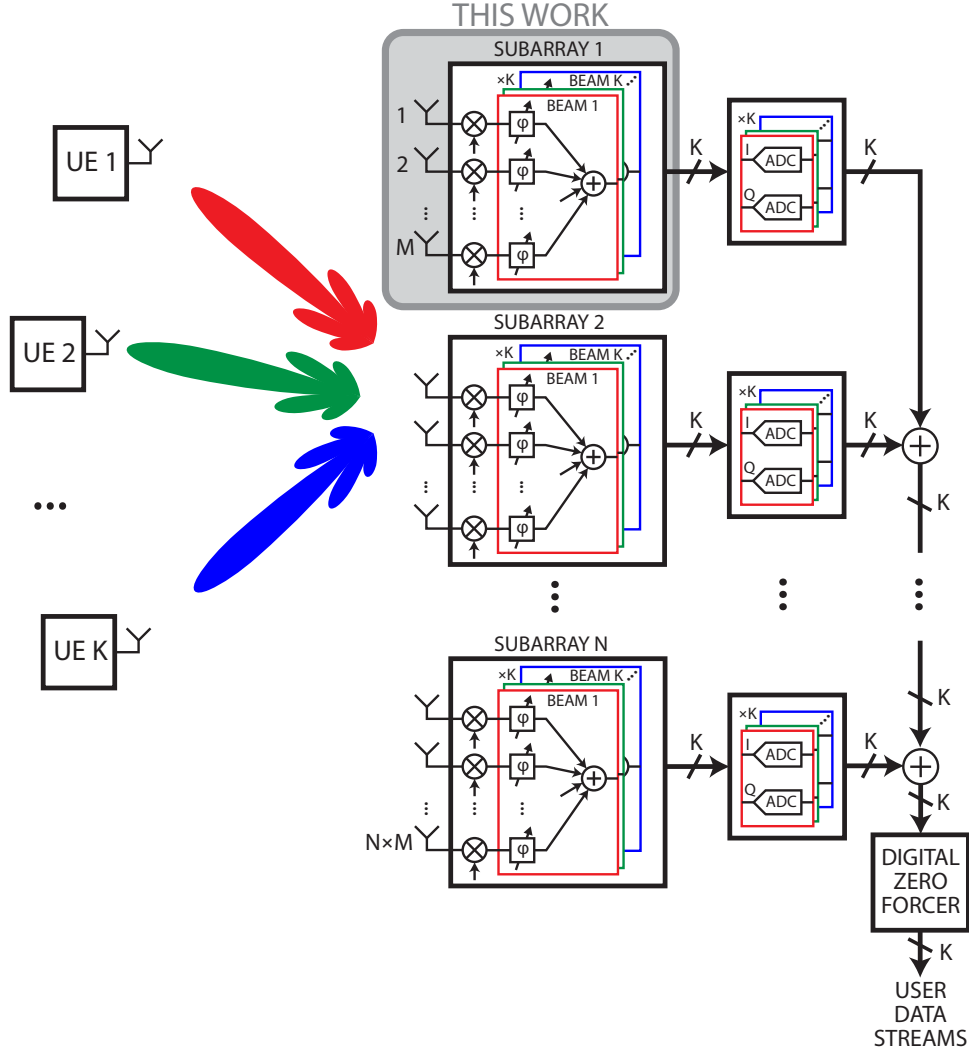 THIS WORK
SUBARRAY 1
×K
BEAM K
BEAM 1
1
φ
2
φ
M
φ
K
×K
I
ADC
Q
ADC
K
UE 1
UE 2
UE K
SUBARRAY 2
×K
BEAM K
BEAM 1
φ
φ
φ
K
×K
I
ADC
Q
ADC
K
K
SUBARRAY N
×K
BEAM K
BEAM 1
φ
φ
N×M
φ
K
×K
I
ADC
Q
ADC
K
K
K
DIGITAL
ZERO
FORCER
K
USER
DATA
STREAMS